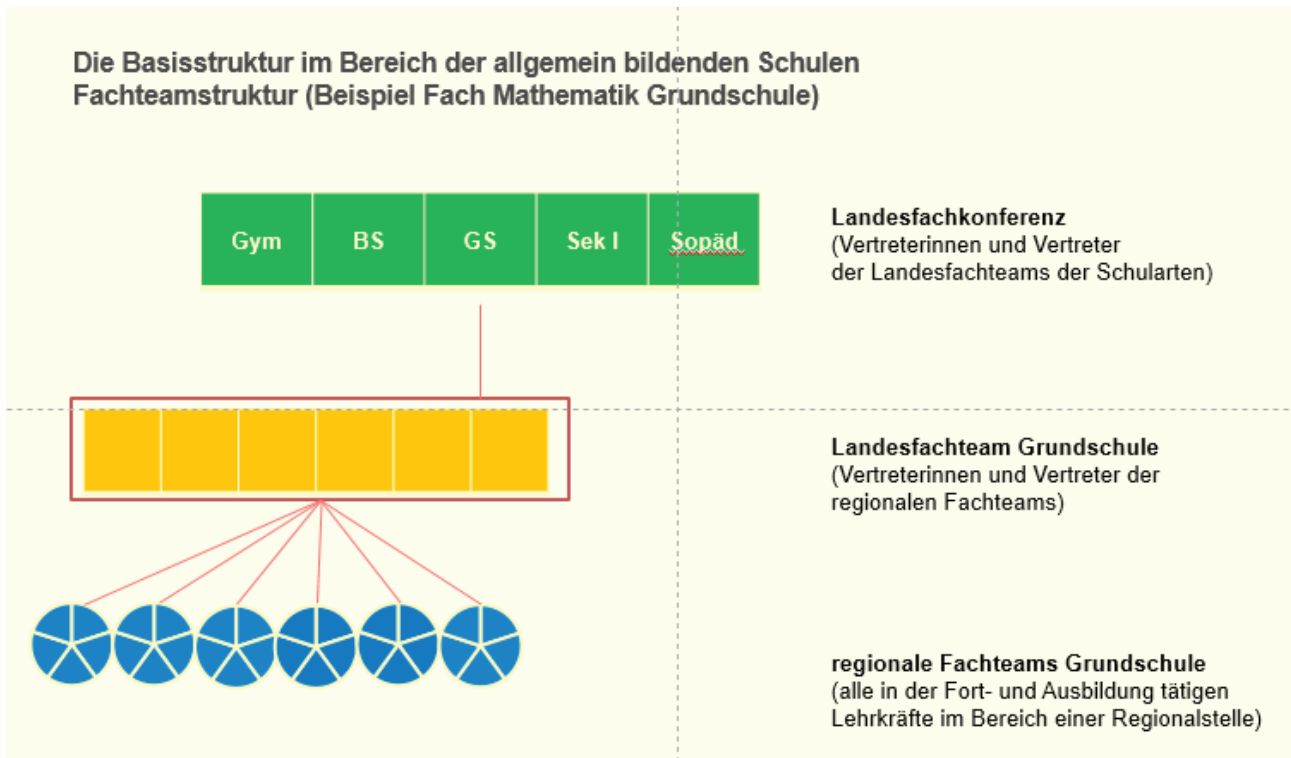 Die Basisstruktur im Bereich der allgemein bildenden Schulen
Fachteamstruktur (Beispiel Fach Mathematik Grundschule)
Gym
BS
GS
Sek I
Sopäd
Landesfachkonferenz
(Vertreterinnen und Vertreter
der Landesfachteams der Schularten)
Landesfachteam Grundschule
(Vertreterinnen und Vertreter der
regionalen Fachteams)
regionale Fachteams Grundschule
(alle in der Fort- und Ausbildung tätigen
Lehrkräfte im Bereich einer Regionalstelle)